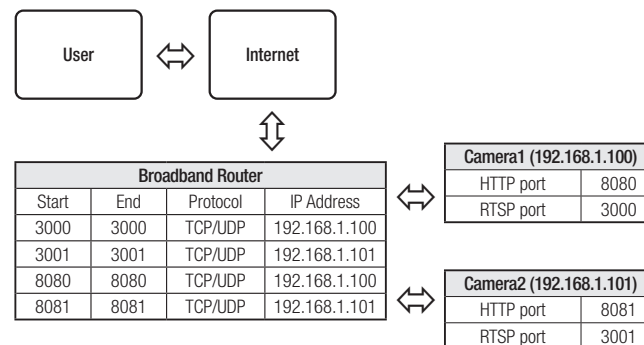 User
Internet
Broadband Router
Start End Protocol IP Address
3000 3000 TCP/UDP 192.168.1.100
3001 3001 TCP/UDP 192.168.1.101
8080 8080 TCP/UDP 192.168.1.100
8081 8081 TCP/UDP 192.168.1.101
Camera1 (192.168.1.100)
HTTP port 8080
RTSP port 3000
Camera2 (192.168.1.101)
HTTP port 8081
RTSP port 3001